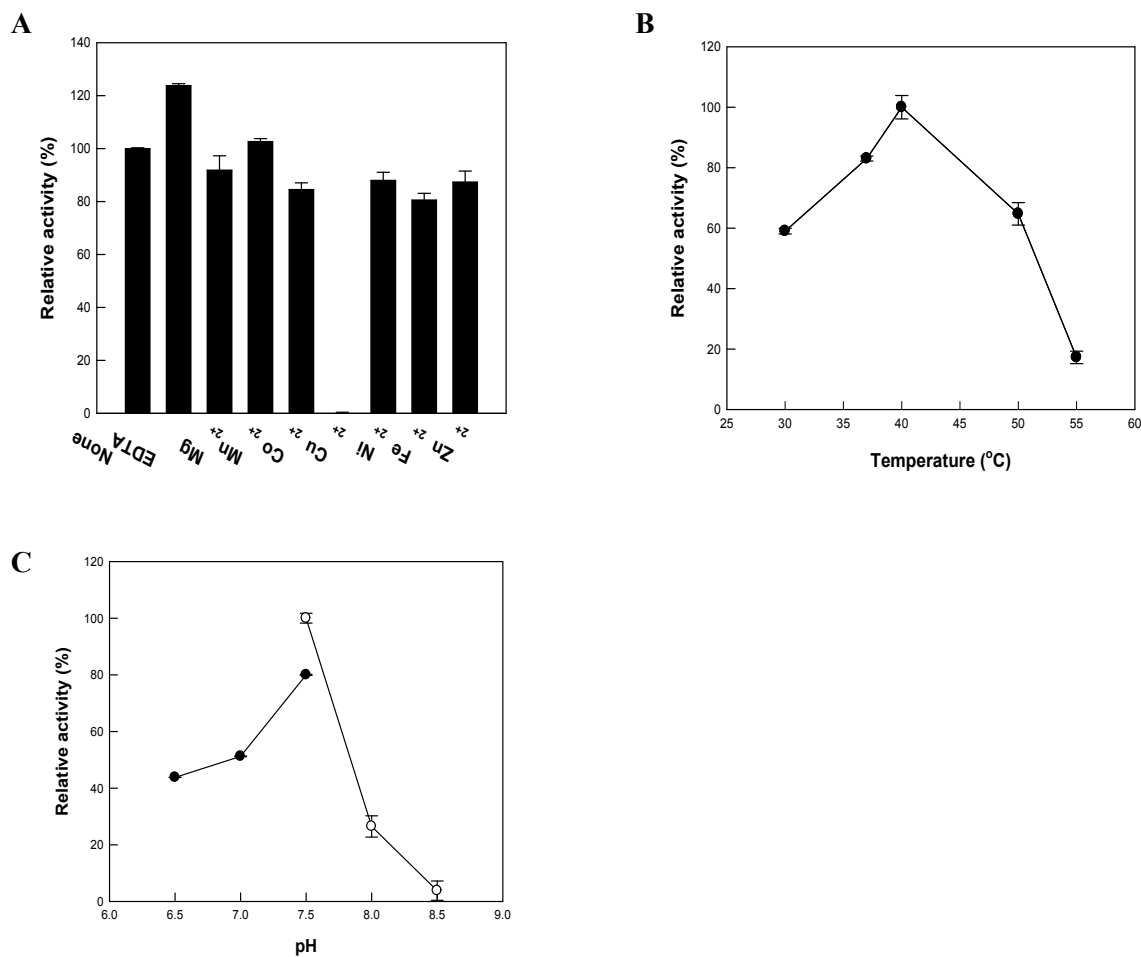 A
140
120
100
80
60
40
20
0
Relative activity (%)
None
EDTA
Mg 2+
Mn 2+
Co 2+
Cu 2+
Ni 2+
Fe 2+
Zn 2+
B
120
100
80
60
40
20
0
Relative activity (%)
25 30 35 40 45 50 55 60
Temperature (°C)
C
120
100
80
60
40
20
0
Relative activity (%)
6.0 6.5 7.0 7.5 8.0 8.5 9.0
pH